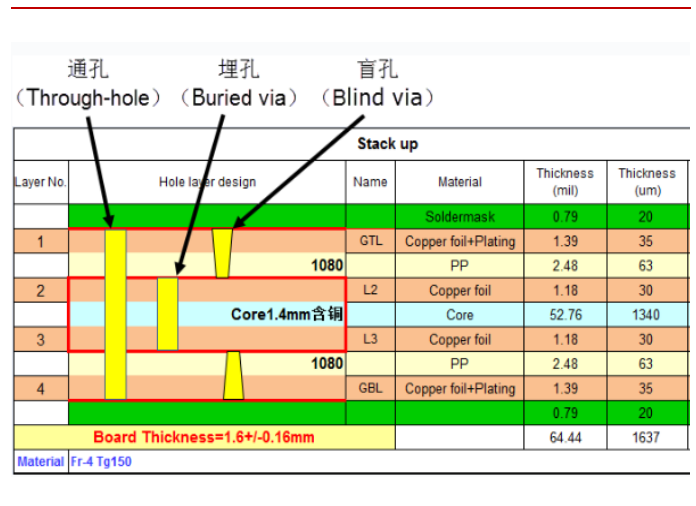 通孔 埋孔 盲孔
（Through-hole） （Buried via） （Blind via）
Stack up
Layer No. Hole layer design Name Material Thickness (mil) Thickness (um)
Soldermask 0.79 20
1 GTL Copper foil+Plating 1.39 35
1080 PP 2.48 63
2 L2 Copper foil 1.18 30
Core1.4mm含铜 Core 52.76 1340
3 L3 Copper foil 1.18 30
1080 PP 2.48 63
4 GBL Copper foil+Plating 1.39 35
0.79 20
Board Thickness=1.6+/-0.16mm 64.44 1637
Material Fr-4 Tg150